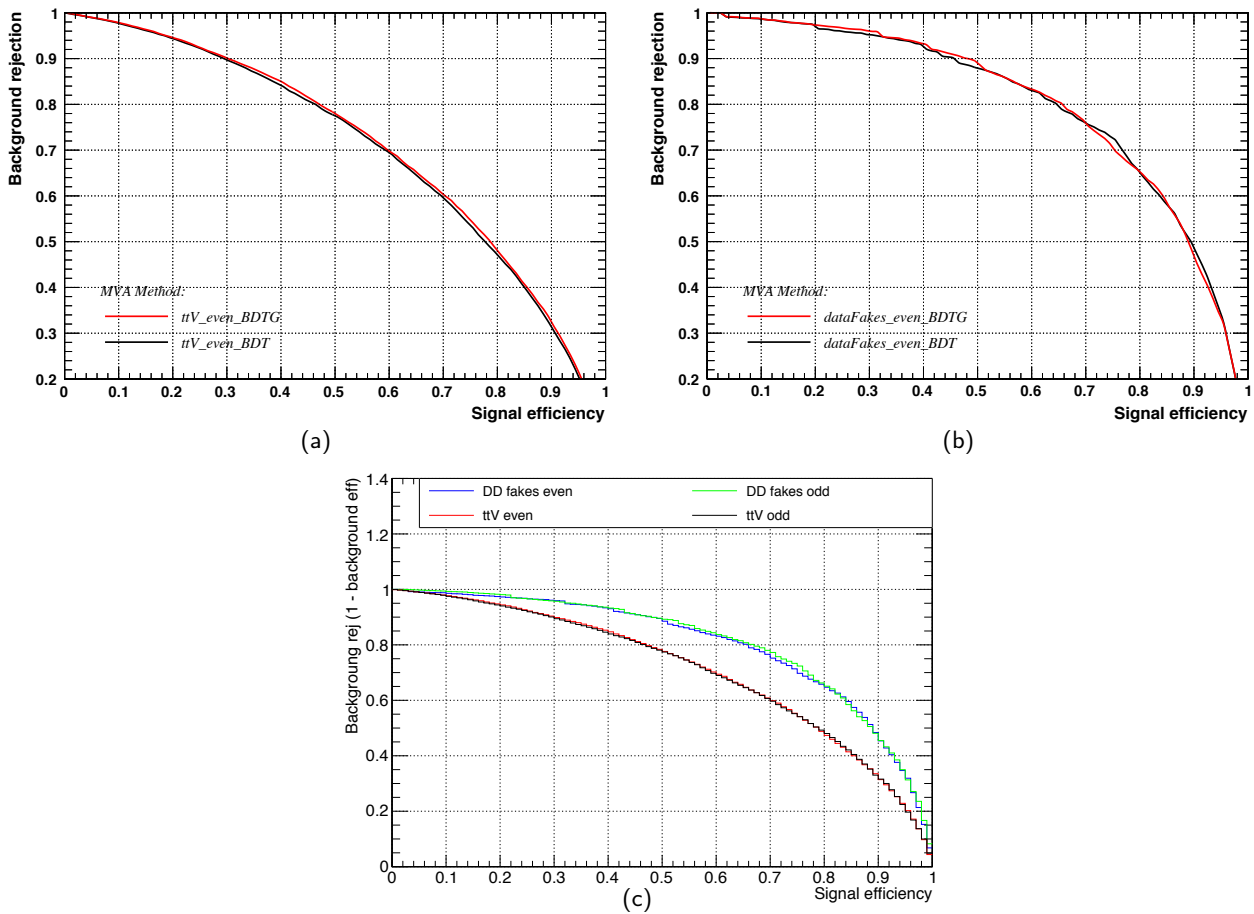 Background rejection
1
0.9
0.8
0.7
0.6
0.5
0.4
0.3
0.2
MVA Method:
ttV_even_BDTG
ttV_even_BDT
0 0.1 0.2 0.3 0.4 0.5 0.6 0.7 0.8 0.9 1
Signal efficiency
(a)
Background rejection
1
0.9
0.8
0.7
0.6
0.5
0.4
0.3
0.2
MVA Method:
dataFakes_even_BDTG
dataFakes_even_BDT
0 0.1 0.2 0.3 0.4 0.5 0.6 0.7 0.8 0.9 1
Signal efficiency
(b)
Backgroung rej (1 - background eff)
1.4
1.2
1
0.8
0.6
0.4
0.2
0
DD fakes even
DD fakes odd
ttV even
ttV odd
0 0.1 0.2 0.3 0.4 0.5 0.6 0.7 0.8 0.9 1
Signal efficiency
(c)